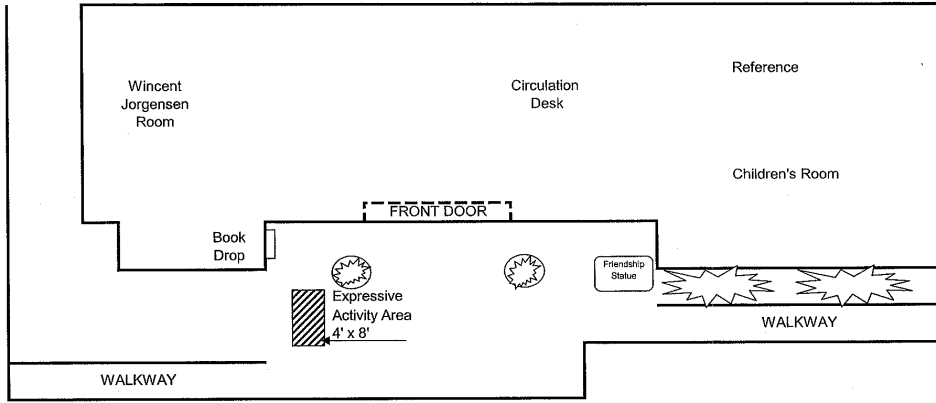 Wincent
Jorgensen
Room
Circulation
Desk
Reference
Children's Room
FRONT DOOR
Book
Drop
Friendship
Statue
Expressive
Activity Area
4' x 8'
WALKWAY
WALKWAY